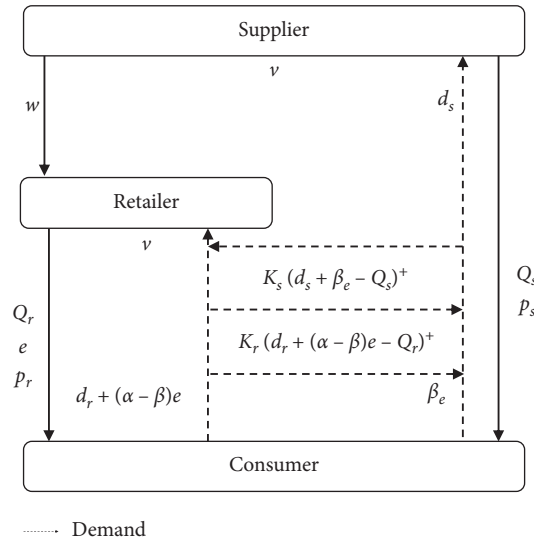 Supplier
v
w
d_s
Retailer
v
K_s (d_s + β_e – Q_s)^+
Q_r
e
p_r
Q_s
p_s
K_r (d_r + (α – β)e – Q_r)^+
d_r + (α – β)e
β_e
Consumer
Demand